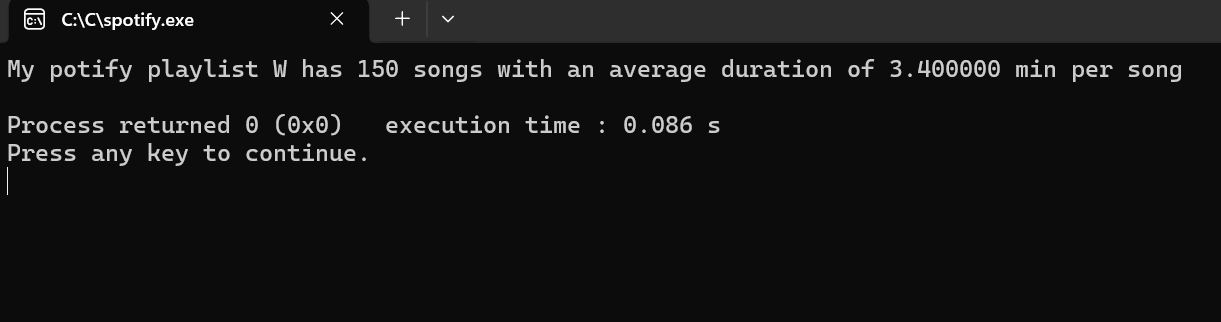 C:\C\spotify.exe
My potify playlist W has 150 songs with an average duration of 3.400000 min per song
Process returned 0 (0x0)   execution time : 0.086 s
Press any key to continue.